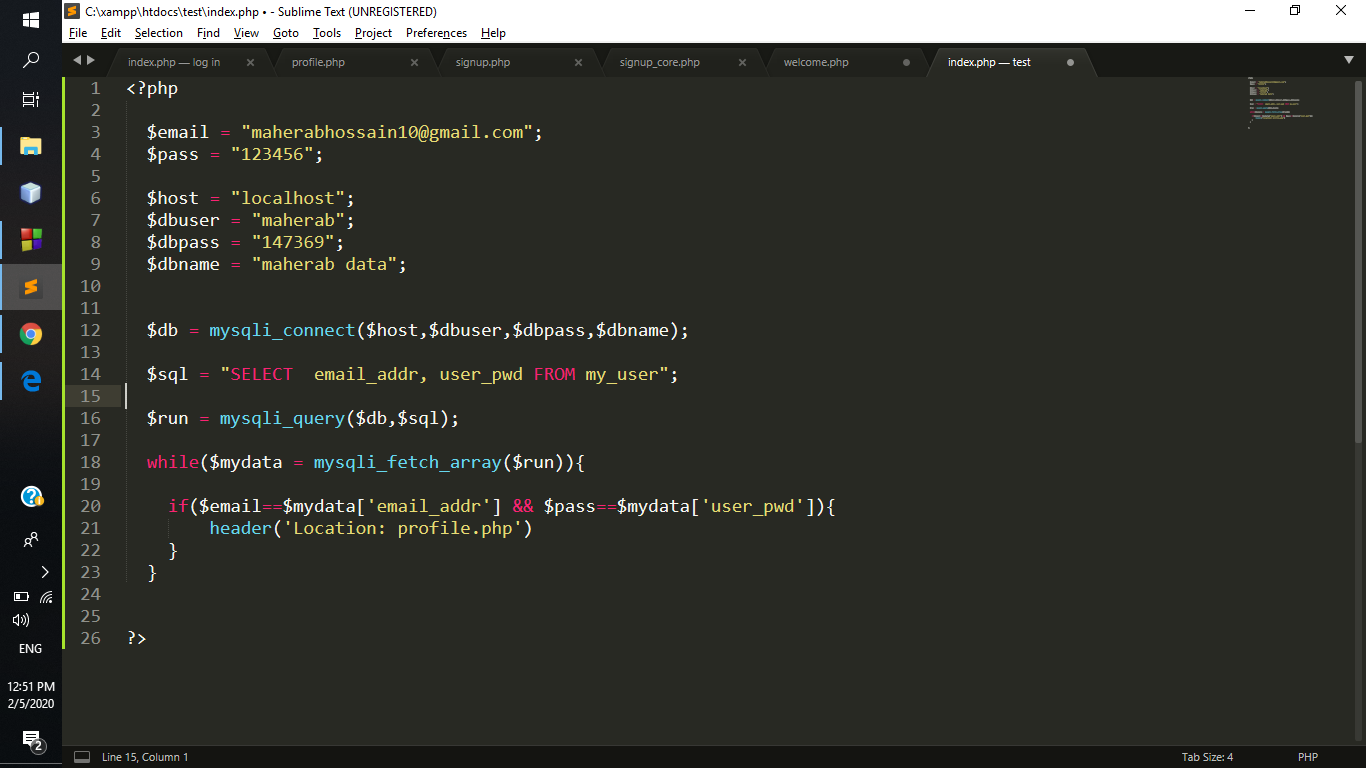 C:\xampp\htdocs\test\index.php • - Sublime Text (UNREGISTERED)
File Edit Selection Find View Goto Tools Project Preferences Help
index.php — log in × profile.php × signup.php × signup_core.php × welcome.php index.php — test
1 <?php
2
3 $email = "maherabhossain10@gmail.com";
4 $pass = "123456";
5
6 $host = "localhost";
7 $dbuser = "maherab";
8 $dbpass = "147369";
9 $dbname = "maherab data";
10
11
12 $db = mysqli_connect($host,$dbuser,$dbpass,$dbname);
13
14 $sql = "SELECT  email_addr, user_pwd FROM my_user";
15
16 $run = mysqli_query($db,$sql);
17
18 while($mydata = mysqli_fetch_array($run)){
19
20 if($email==$mydata['email_addr'] && $pass==$mydata['user_pwd']){
21 header('Location: profile.php')
22 }
23 }
24
25
26 ?>
ENG
12:51 PM
2/5/2020
2
Line 15, Column 1 Tab Size: 4 PHP